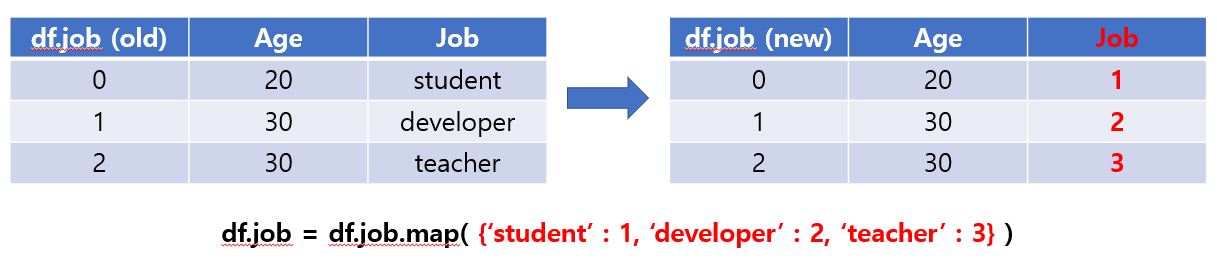 df.job (old) Age Job
0 20 student
1 30 developer
2 30 teacher
df.job (new) Age Job
0 20 1
1 30 2
2 30 3
df.job = df.job.map( {‘student’ : 1, ‘developer’ : 2, ‘teacher’ : 3} )